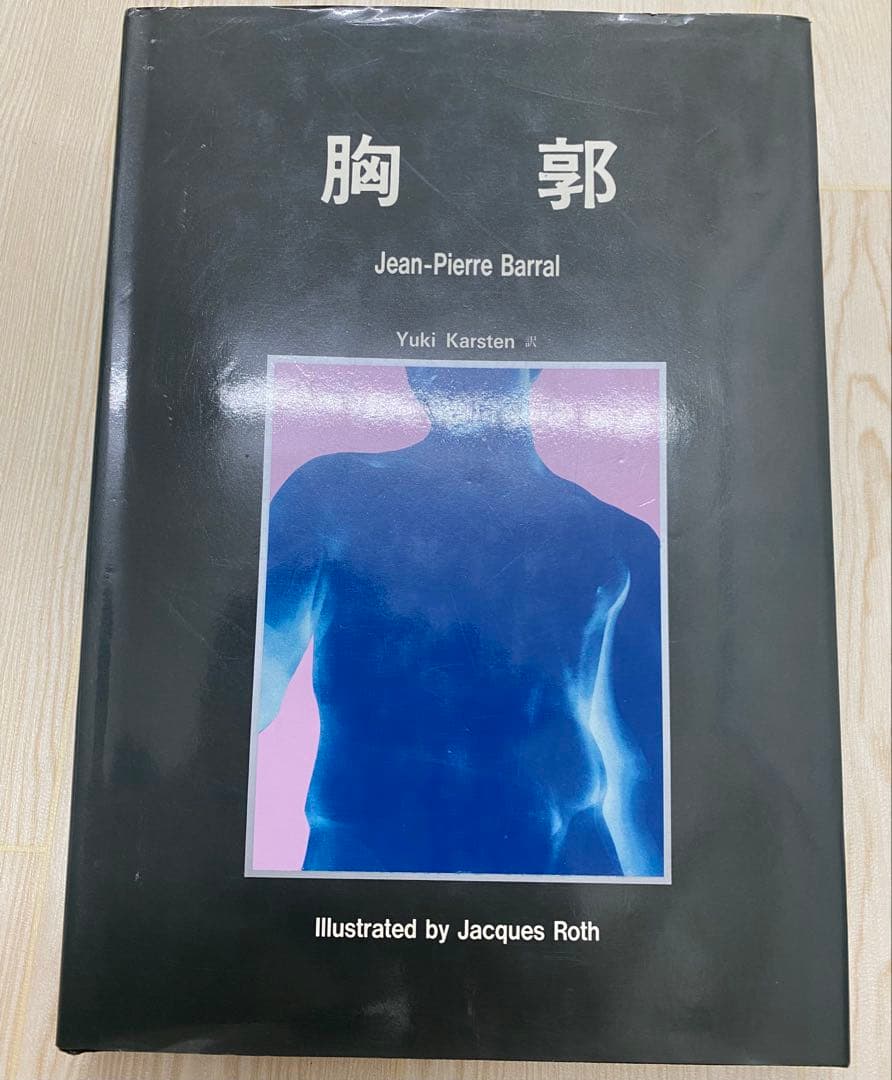 胸 郭
Jean-Pierre Barral
Yuki Karsten 訳
Illustrated by Jacques Roth